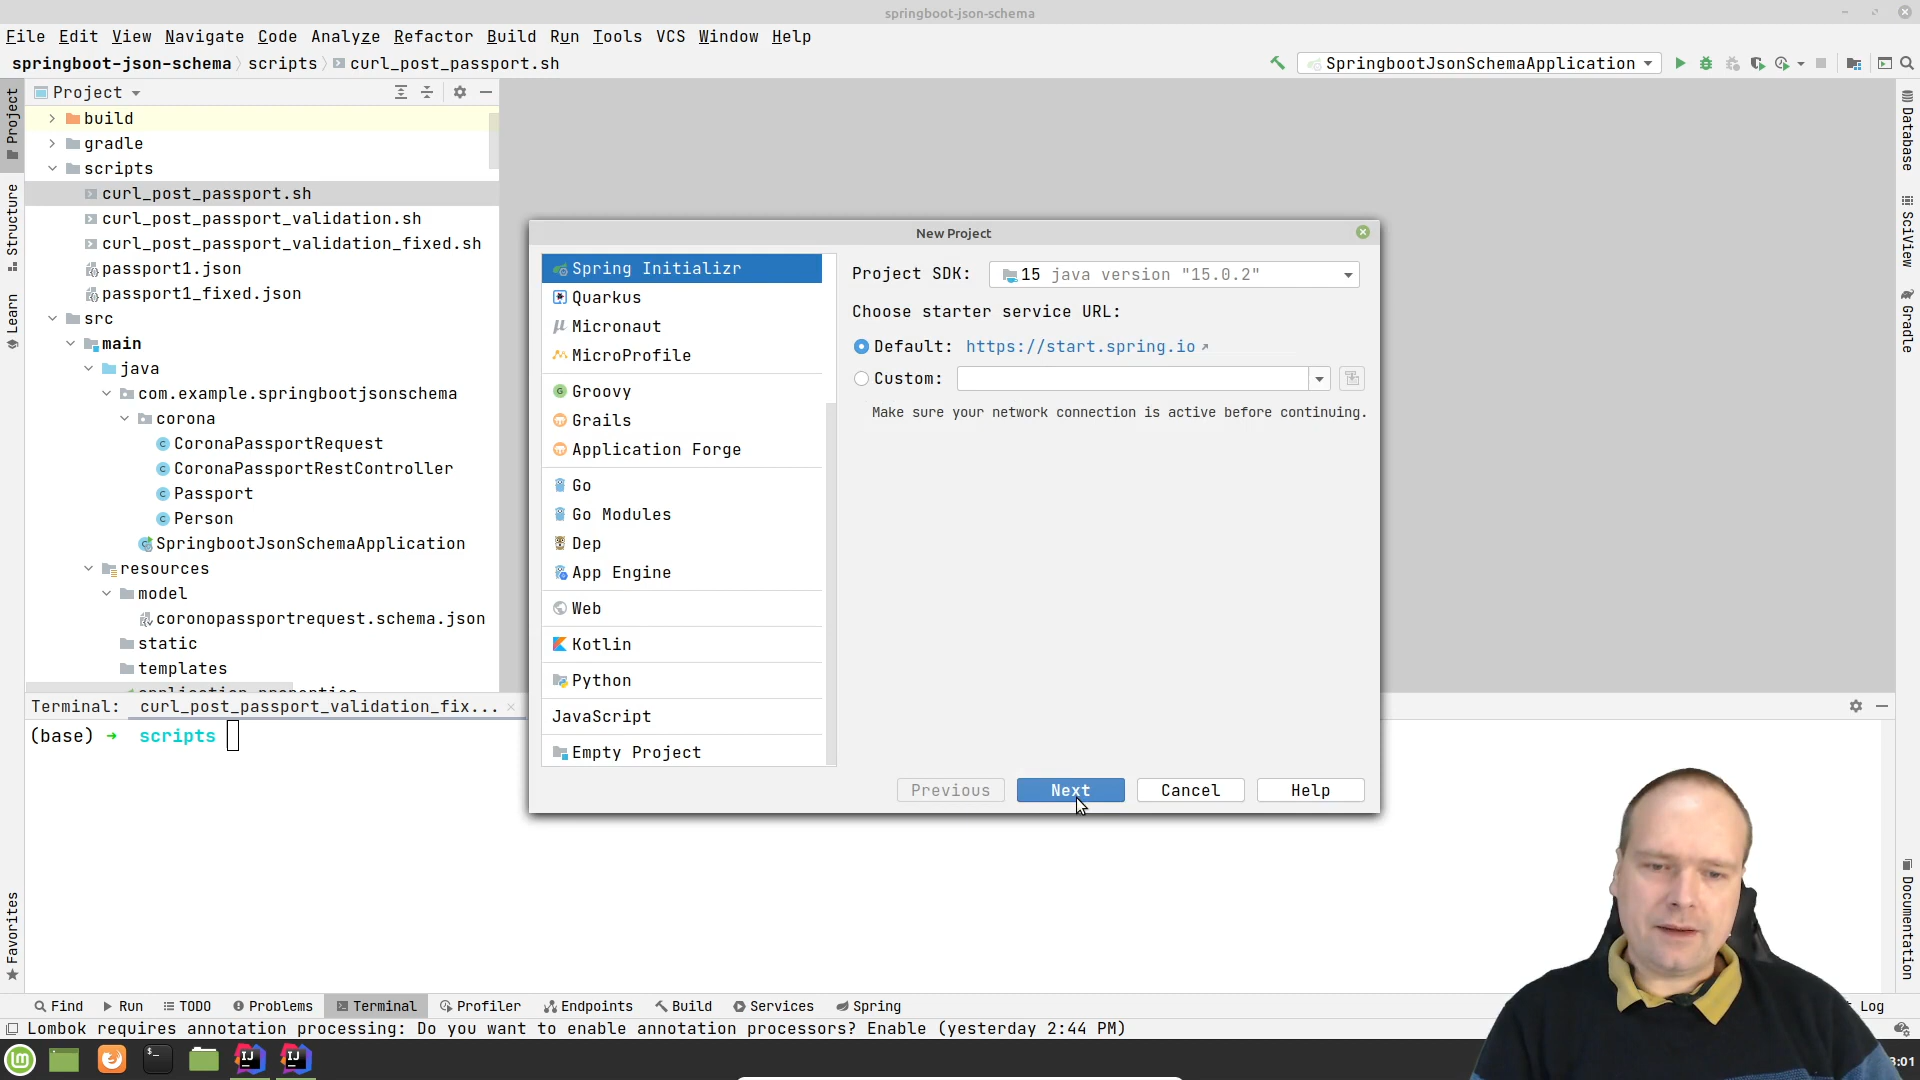 springboot-json-schema
File Edit View Navigate Code Analyze Refactor Build Run Tools VCS Window Help
springboot-json-schema scripts curl_post_passport.sh
SpringbootJsonSchemaApplication
Project
Project
build
gradle
scripts
curl_post_passport.sh
curl_post_passport_validation.sh
curl_post_passport_validation_fixed.sh
passport1.json
passport1_fixed.json
src
main
java
com.example.springbootjsonschema
corona
CoronaPassportRequest
CoronaPassportRestController
Passport
Person
SpringbootJsonSchemaApplication
resources
model
coronopassportrequest.schema.json
static
templates
Structure
Learn
Favorites
New Project
Spring Initializr
Quarkus
Micronaut
MicroProfile
Groovy
Grails
Application Forge
Go
Go Modules
Dep
App Engine
Web
Kotlin
Python
JavaScript
Empty Project
Project SDK: 15 java version "15.0.2"
Choose starter service URL:
Default: https://start.spring.io
Custom:
Make sure your network connection is active before continuing.
Previous Next Cancel Help
Database
SciView
Gradle
Documentation
Terminal: curl_post_passport_validation_fix...
(base) → scripts
Find Run TODO Problems Terminal Profiler Endpoints Build Services Spring Log
Lombok requires annotation processing: Do you want to enable annotation processors? Enable (yesterday 2:44 PM)
:01